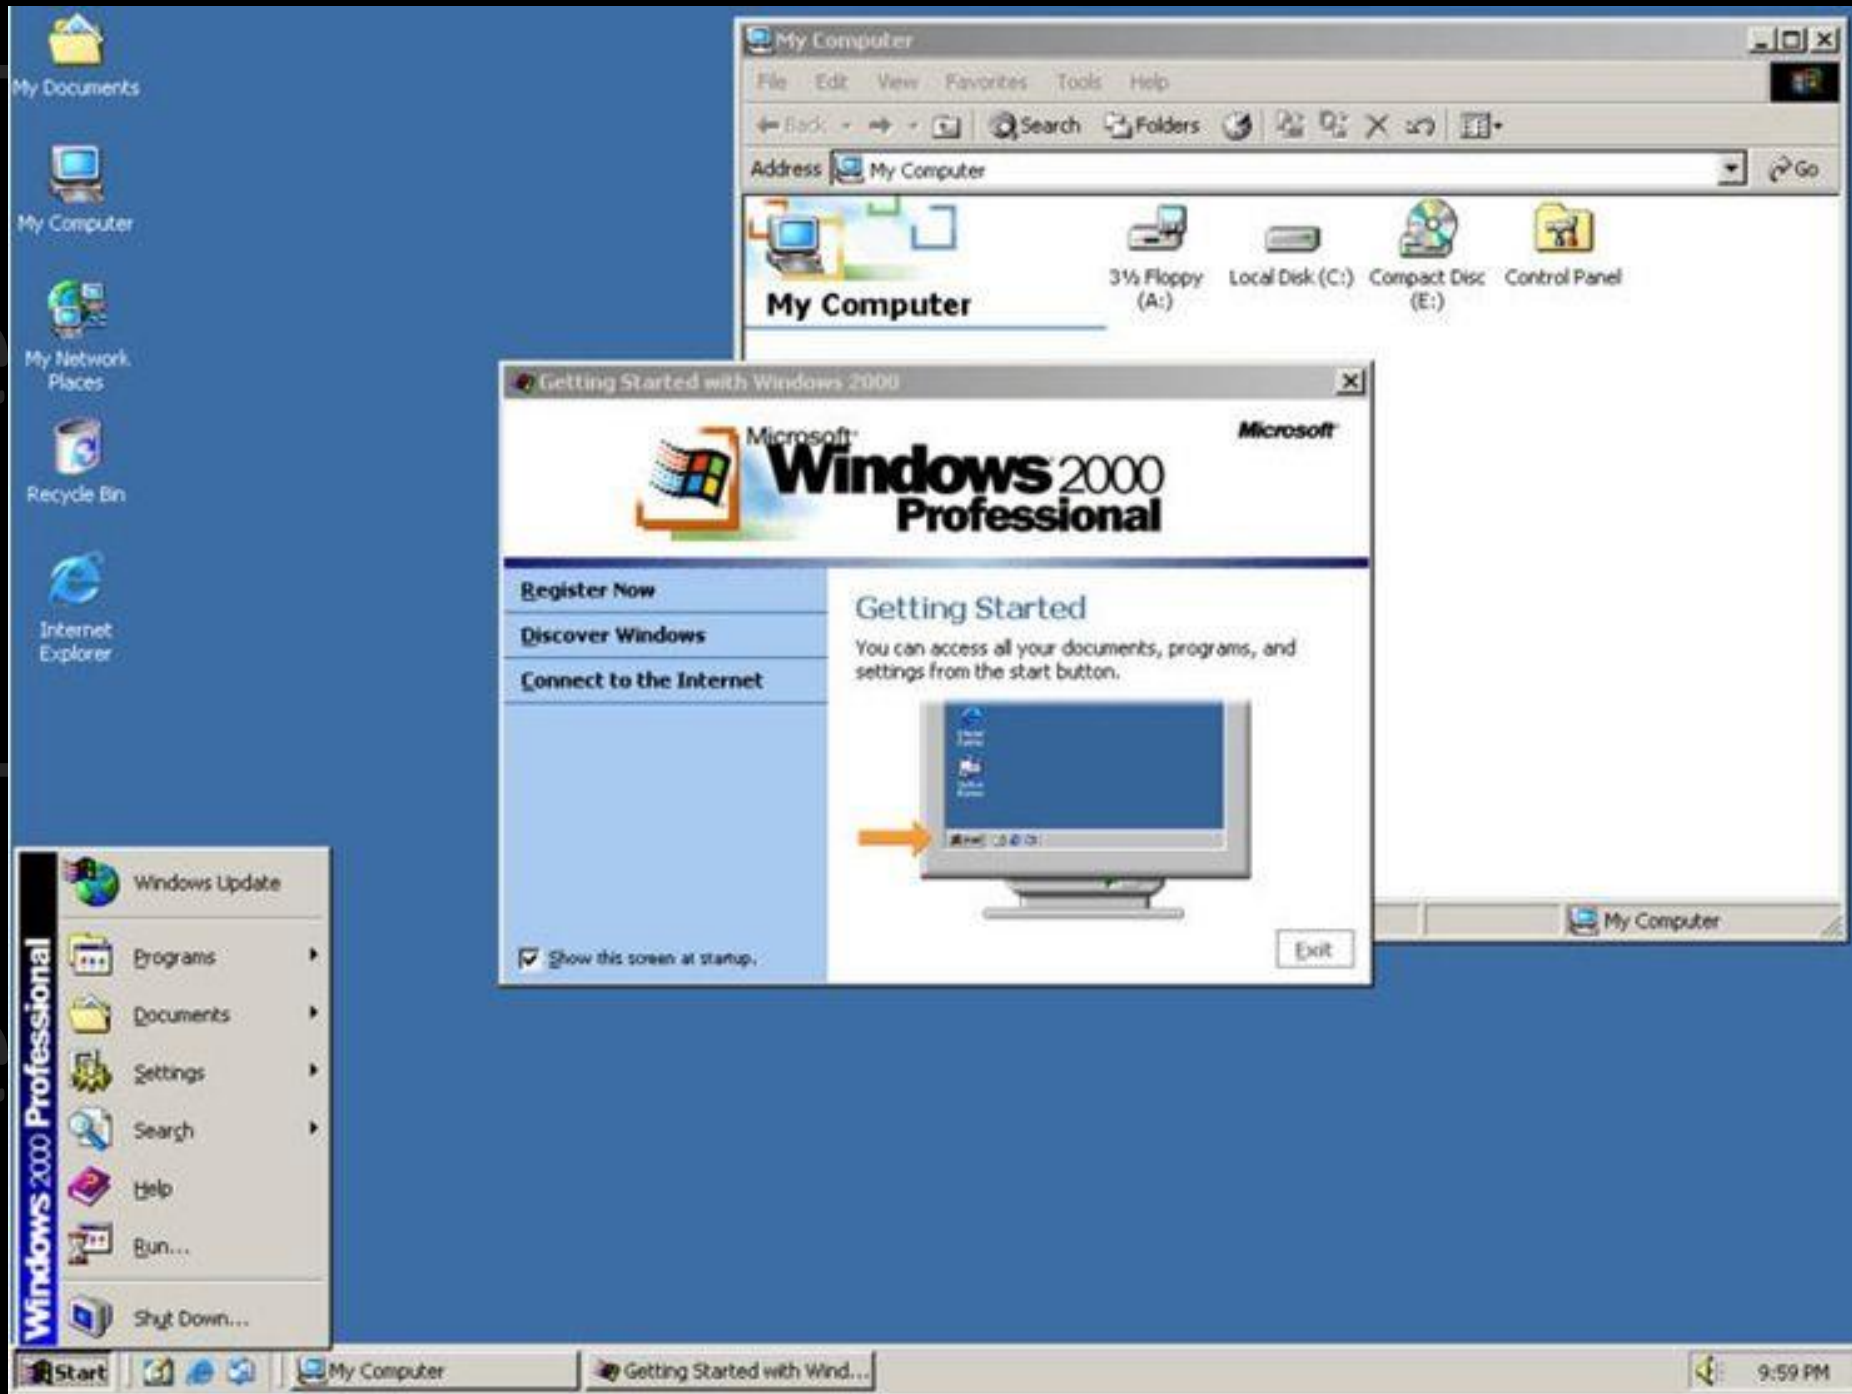 My Documents
My Computer
My Network
Places
Recycle Bin
Internet
Explorer
My Computer
File Edit View Favorites Tools Help
Back Search Folders
Address My Computer Go
My Computer
3½ Floppy
(A:)
Local Disk (C:)
Compact Disc
(E:)
Control Panel
My Computer
Getting Started with Windows 2000
Microsoft
Windows 2000
Professional
Microsoft
Register Now
Discover Windows
Connect to the Internet
Getting Started
You can access all your documents, programs, and
settings from the start button.
Show this screen at startup.
Exit
Windows 2000 Professional
Windows Update
Programs
Documents
Settings
Search
Help
Run...
Shut Down...
Start
My Computer
Getting Started with Wind...
9:59 PM